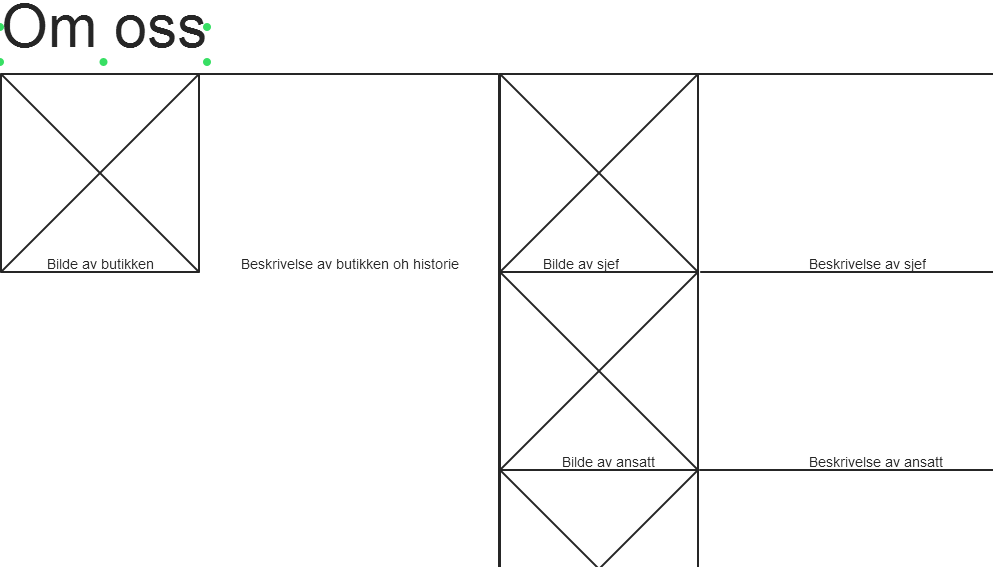 Om oss
Bilde av butikken
Beskrivelse av butikken oh historie
Bilde av sjef
Beskrivelse av sjef
Bilde av ansatt
Beskrivelse av ansatt